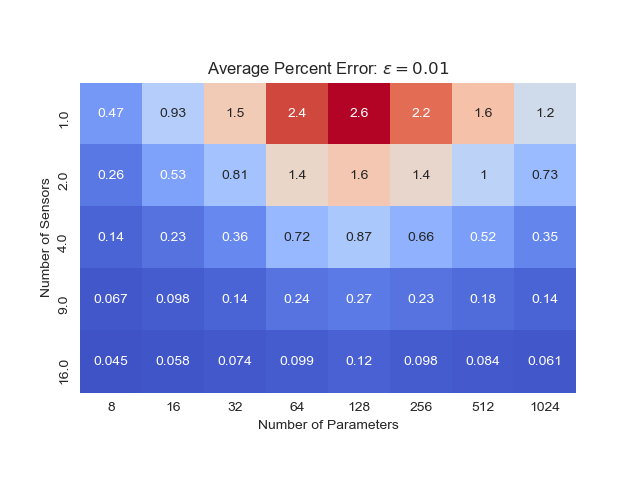 Average Percent Error: ϵ = 0.01
Number of Sensors
1.0 0.47 0.93 1.5 2.4 2.6 2.2 1.6 1.2
2.0 0.26 0.53 0.81 1.4 1.6 1.4 1 0.73
4.0 0.14 0.23 0.36 0.72 0.87 0.66 0.52 0.35
9.0 0.067 0.098 0.14 0.24 0.27 0.23 0.18 0.14
16.0 0.045 0.058 0.074 0.099 0.12 0.098 0.084 0.061
8 16 32 64 128 256 512 1024
Number of Parameters